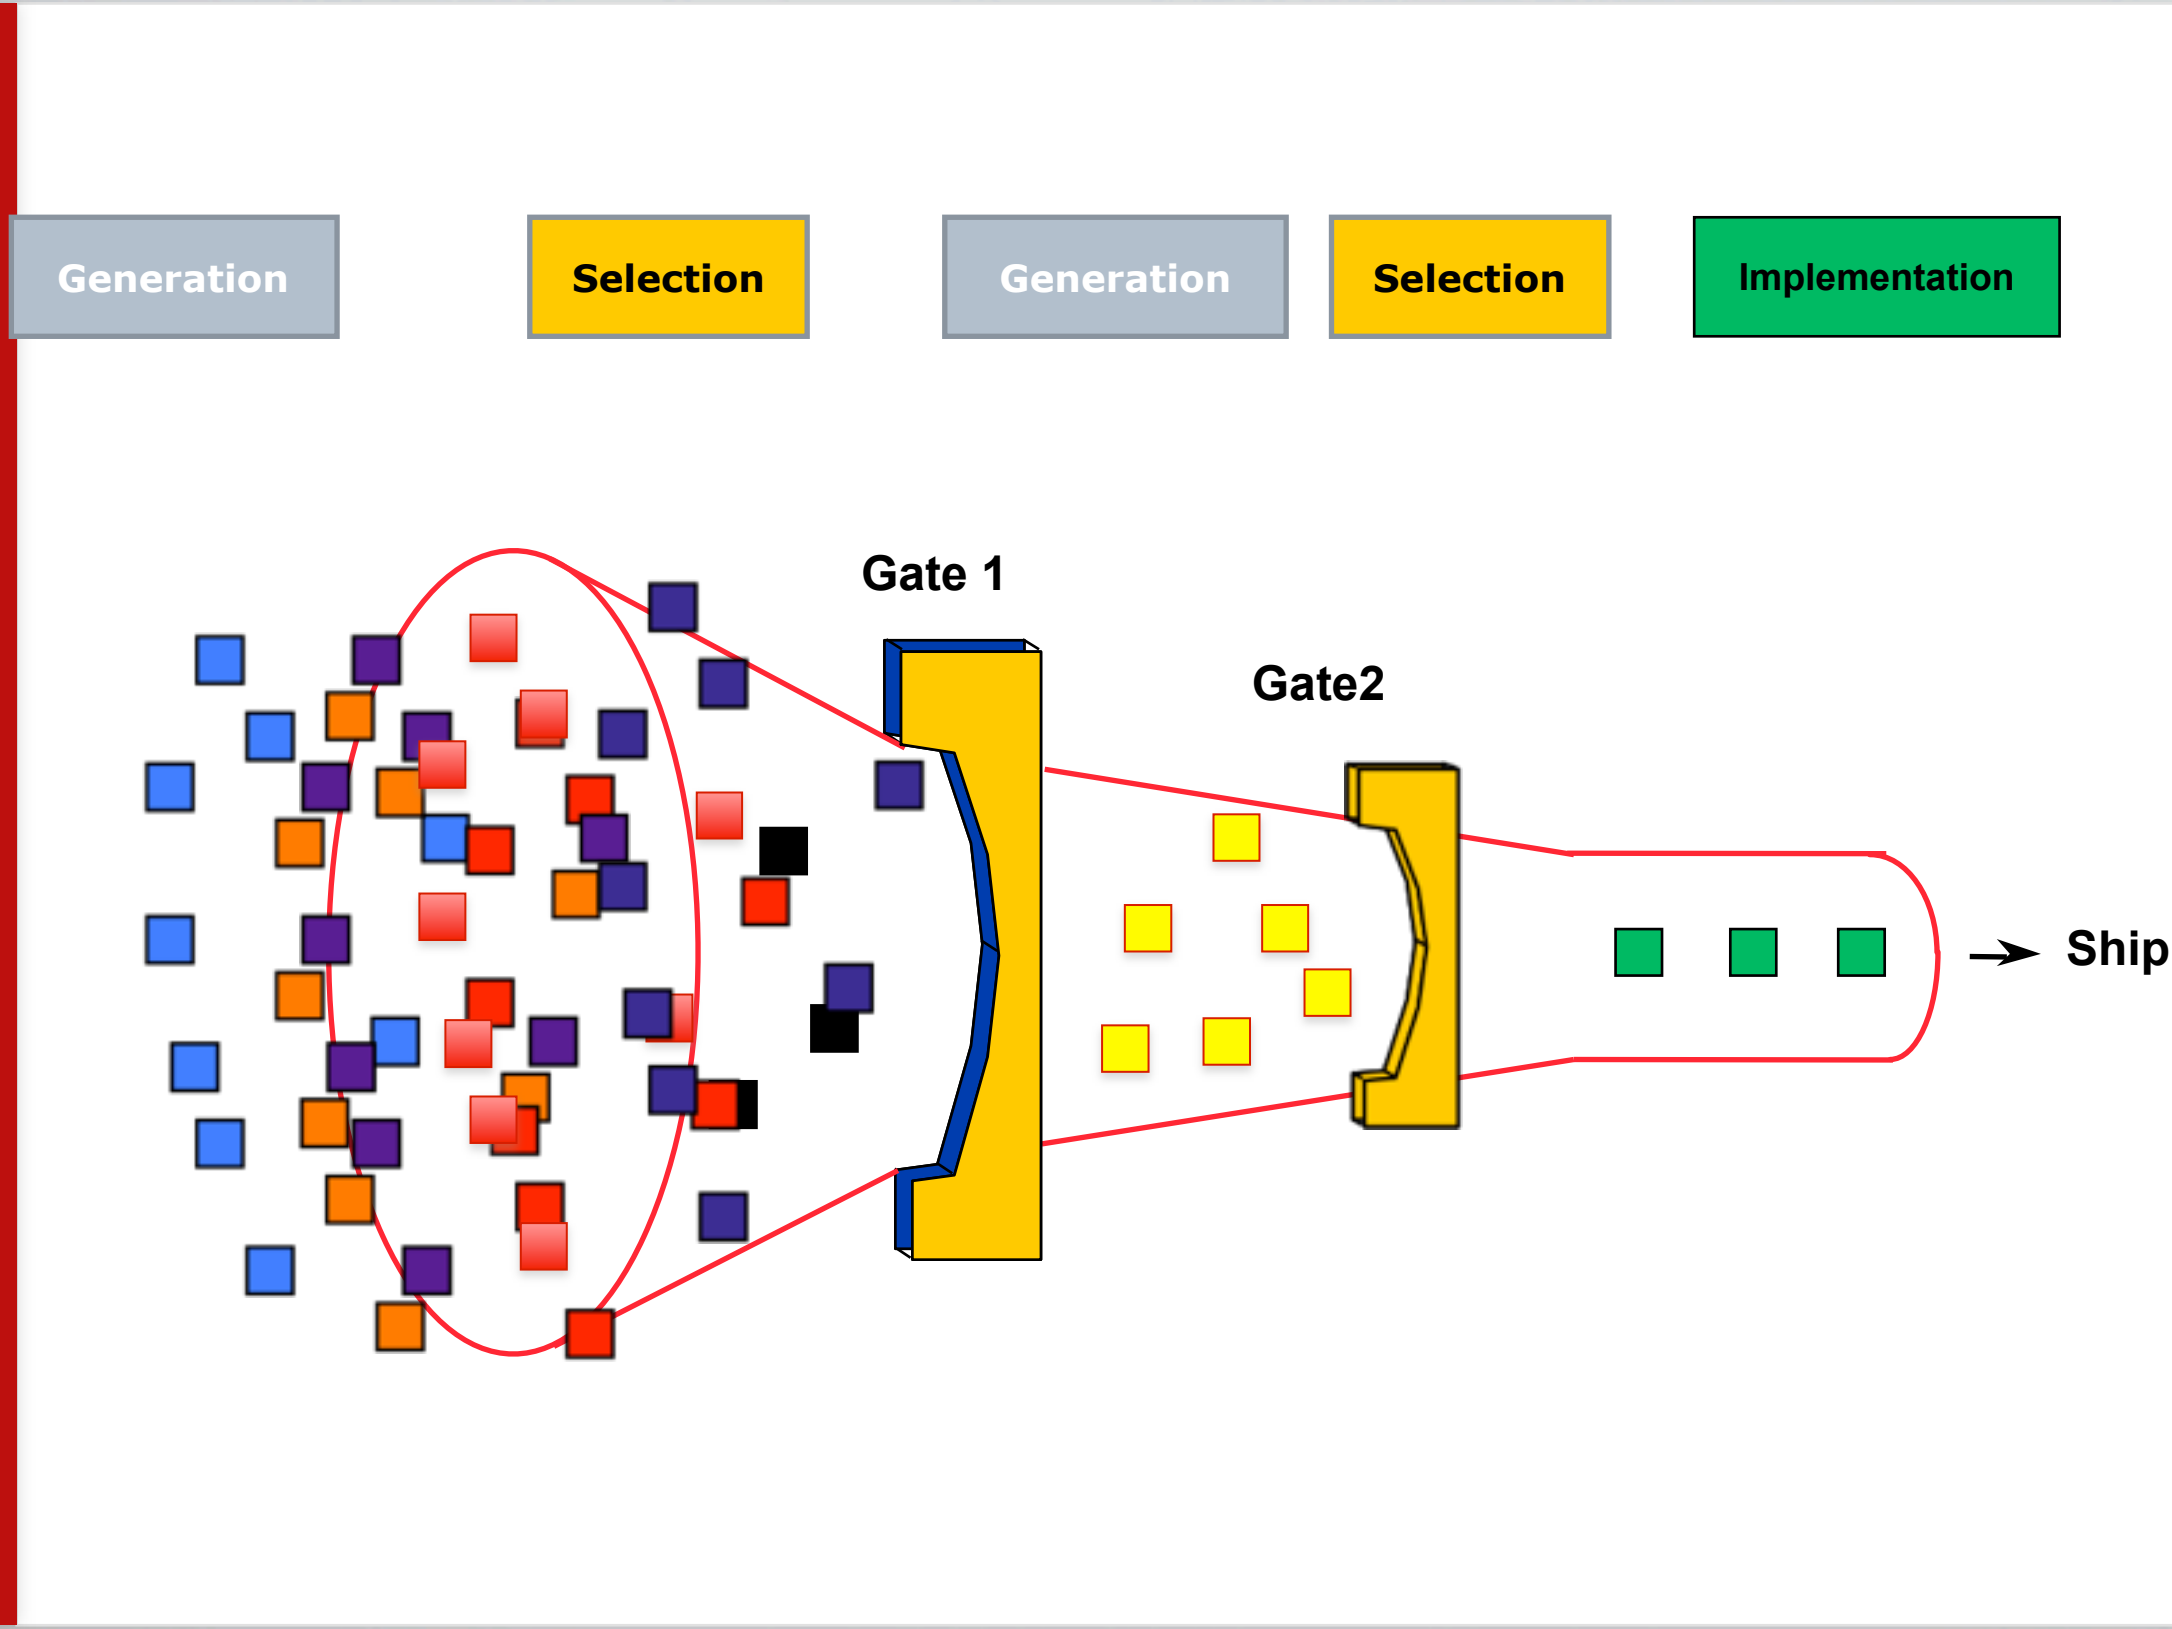 Generation
Selection
Generation
Selection
Implementation
Gate 1
Gate2
Ship